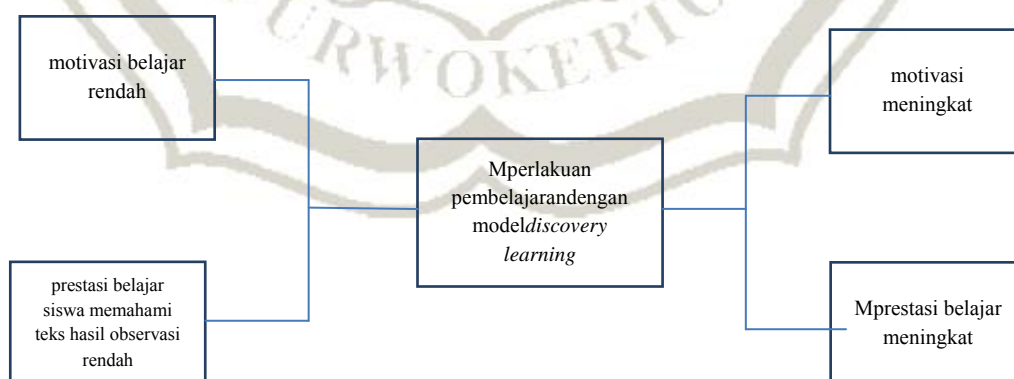 URWOKERTO
motivasi belajar
rendah
prestasi belajar
siswa memahami
teks hasil observasi
rendah
Mperlakuan
pembelajarandengan
modeldiscovery
learning
motivasi
meningkat
Mprestasi belajar
meningkat